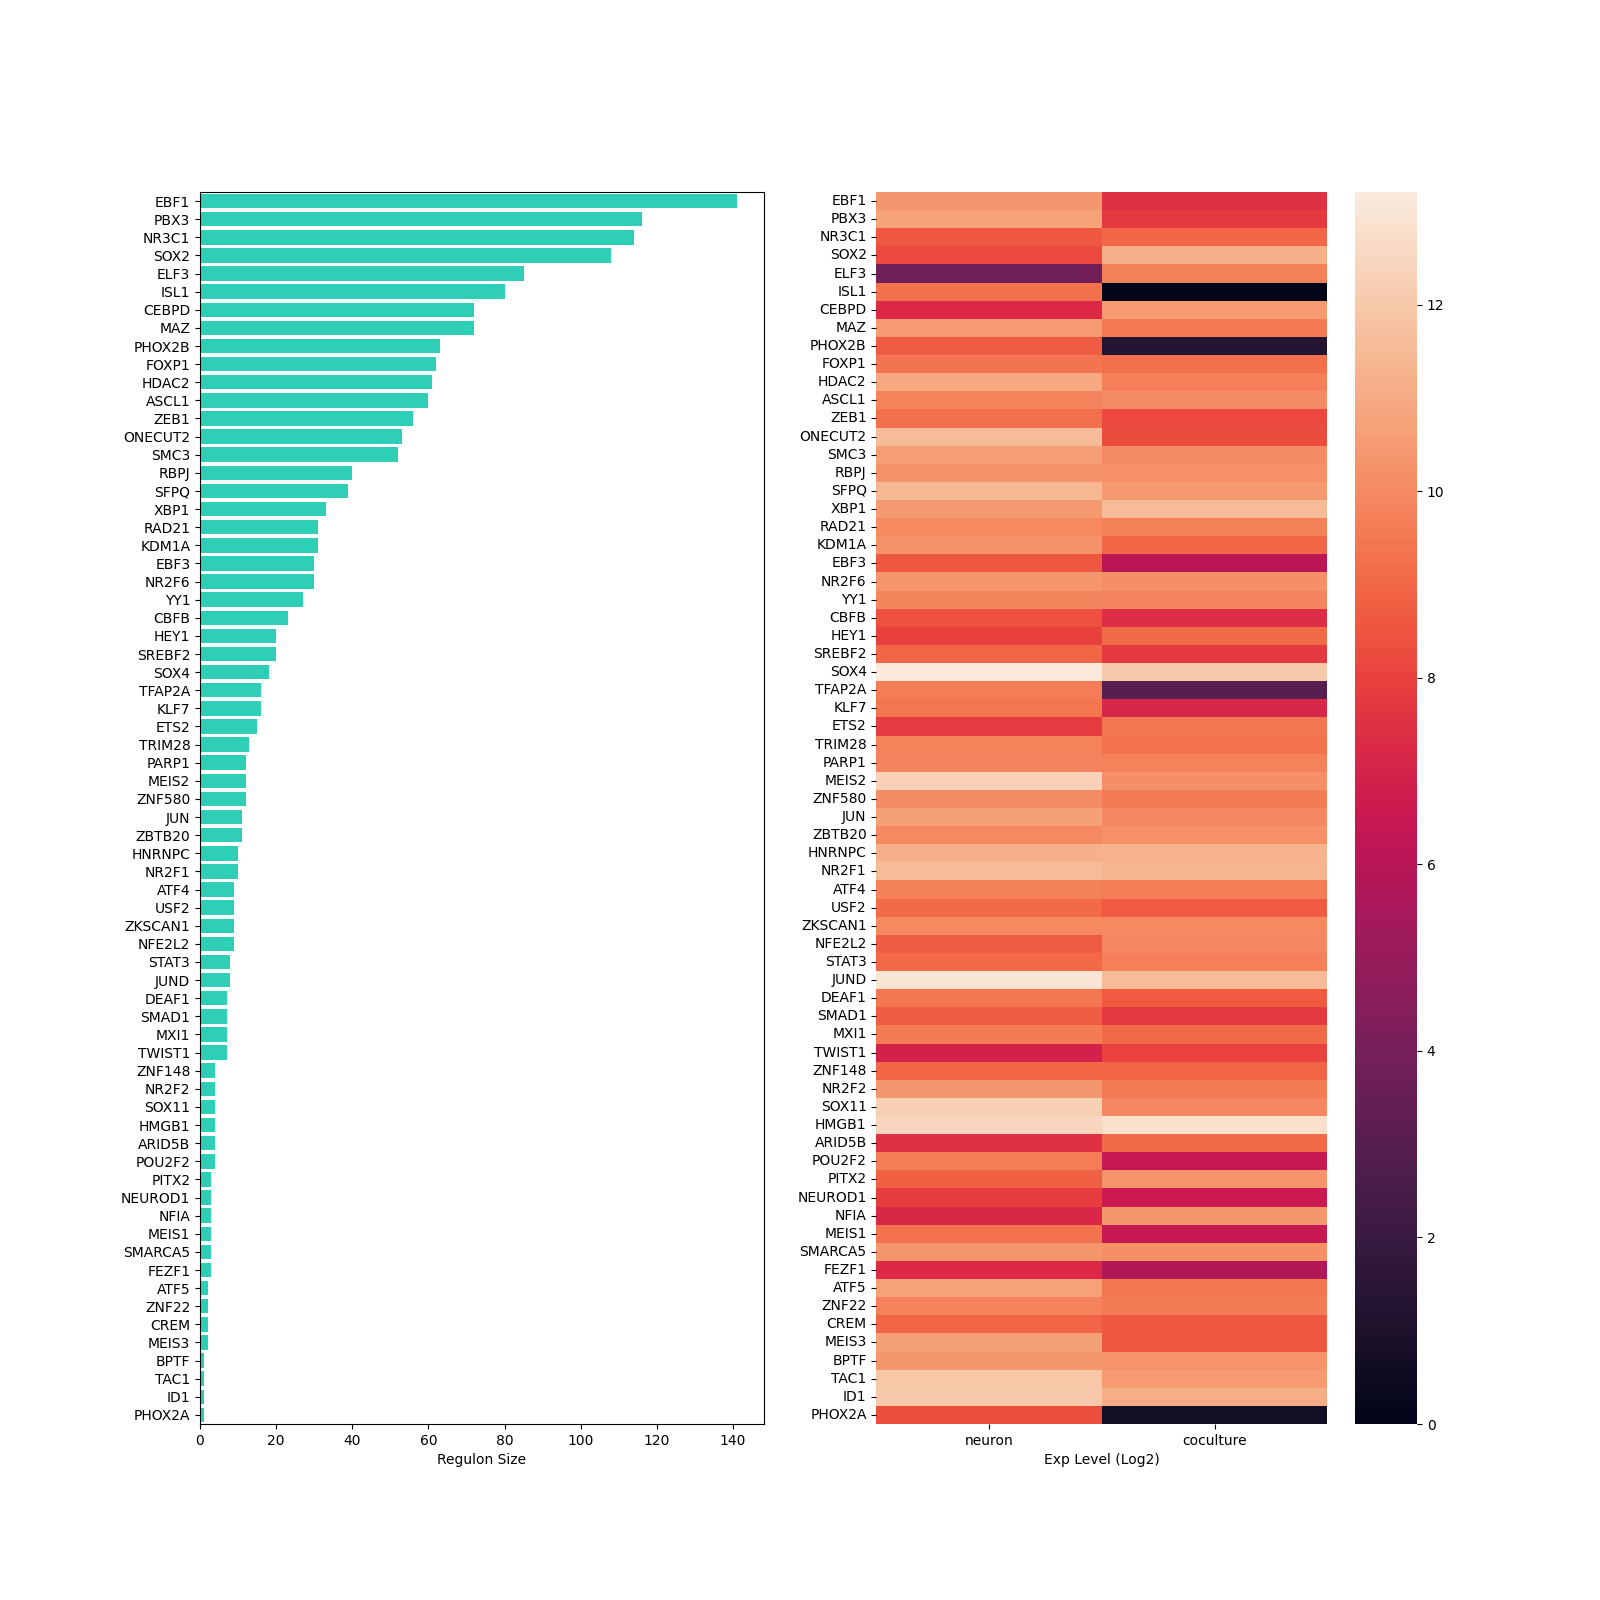 EBF1
PBX3
NR3C1
SOX2
ELF3
ISL1
CEBPD
MAZ
PHOX2B
FOXP1
HDAC2
ASCL1
ZEB1
ONECUT2
SMC3
RBPJ
SFPQ
XBP1
RAD21
KDM1A
EBF3
NR2F6
YY1
CBFB
HEY1
SREBF2
SOX4
TFAP2A
KLF7
ETS2
TRIM28
PARP1
MEIS2
ZNF580
JUN
ZBTB20
HNRNPC
NR2F1
ATF4
USF2
ZKSCAN1
NFE2L2
STAT3
JUND
DEAF1
SMAD1
MXI1
TWIST1
ZNF148
NR2F2
SOX11
HMGB1
ARID5B
POU2F2
PITX2
NEUROD1
NFIA
MEIS1
SMARCA5
FEZF1
ATF5
ZNF22
CREM
MEIS3
BPTF
TAC1
ID1
PHOX2A
0 20 40 60 80 100 120 140
Regulon Size
EBF1
PBX3
NR3C1
SOX2
ELF3
ISL1
CEBPD
MAZ
PHOX2B
FOXP1
HDAC2
ASCL1
ZEB1
ONECUT2
SMC3
RBPJ
SFPQ
XBP1
RAD21
KDM1A
EBF3
NR2F6
YY1
CBFB
HEY1
SREBF2
SOX4
TFAP2A
KLF7
ETS2
TRIM28
PARP1
MEIS2
ZNF580
JUN
ZBTB20
HNRNPC
NR2F1
ATF4
USF2
ZKSCAN1
NFE2L2
STAT3
JUND
DEAF1
SMAD1
MXI1
TWIST1
ZNF148
NR2F2
SOX11
HMGB1
ARID5B
POU2F2
PITX2
NEUROD1
NFIA
MEIS1
SMARCA5
FEZF1
ATF5
ZNF22
CREM
MEIS3
BPTF
TAC1
ID1
PHOX2A
neuron coculture
Exp Level (Log2)
12
10
8
6
4
2
0